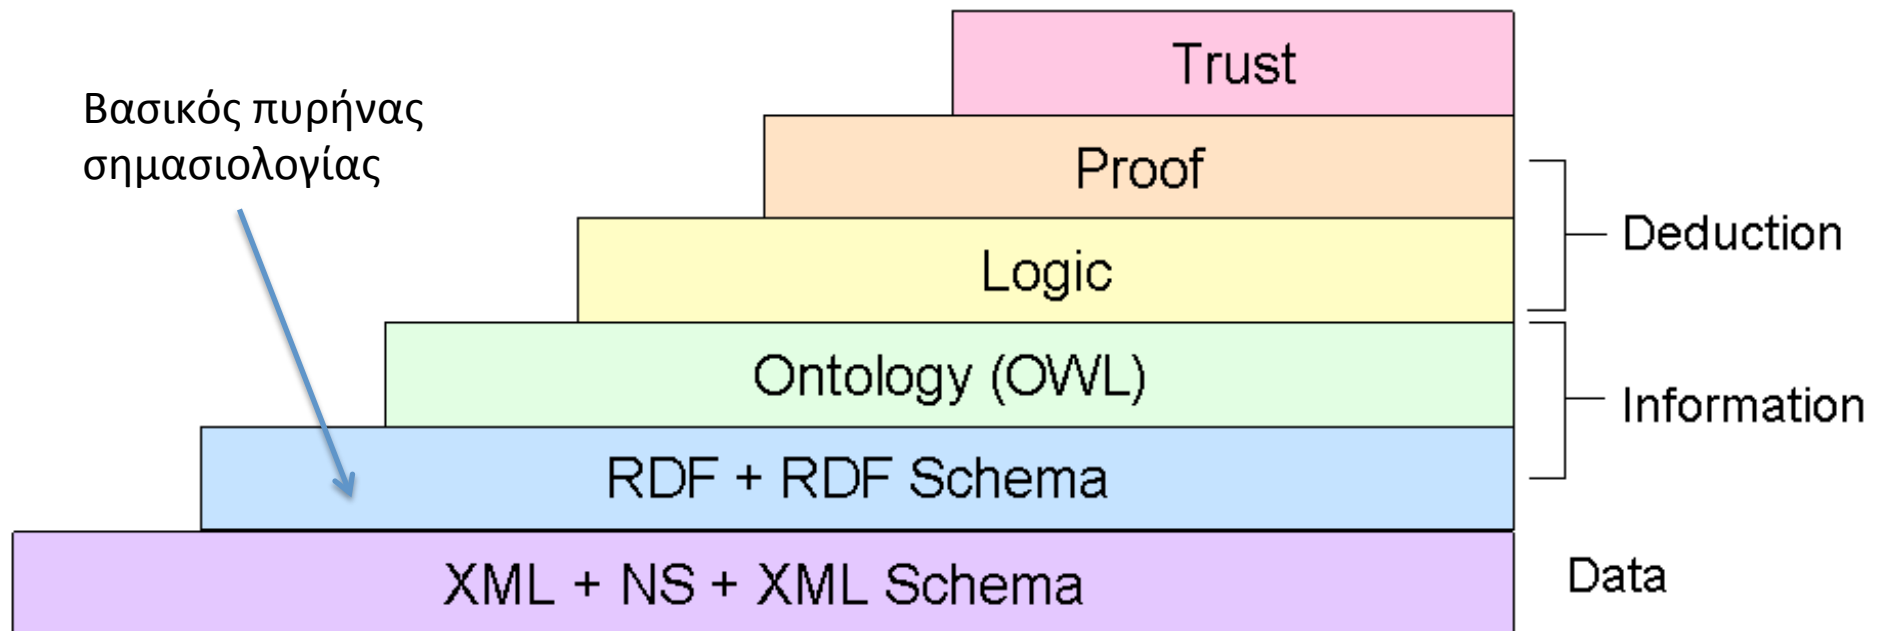 Trust
Βασικός πυρήνας
σημασιολογίας
Proof
Deduction
Logic
Ontology (OWL)
Information
RDF + RDF Schema
XML + NS + XML Schema
Data